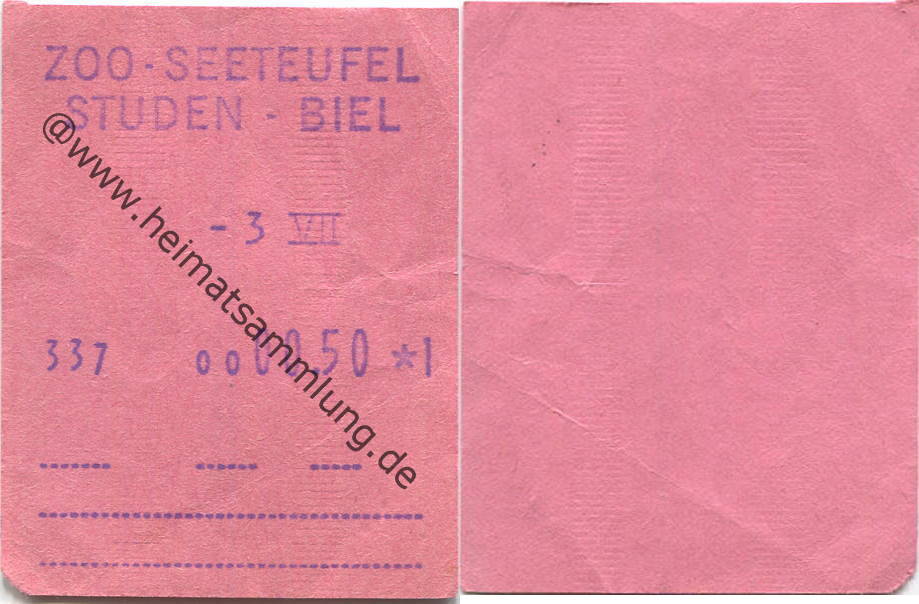 ZOO - SEETEUFEL
STUDEN - BIEL
@www.heimatsammlung.de
- 3 VII
337 0000.50 *1